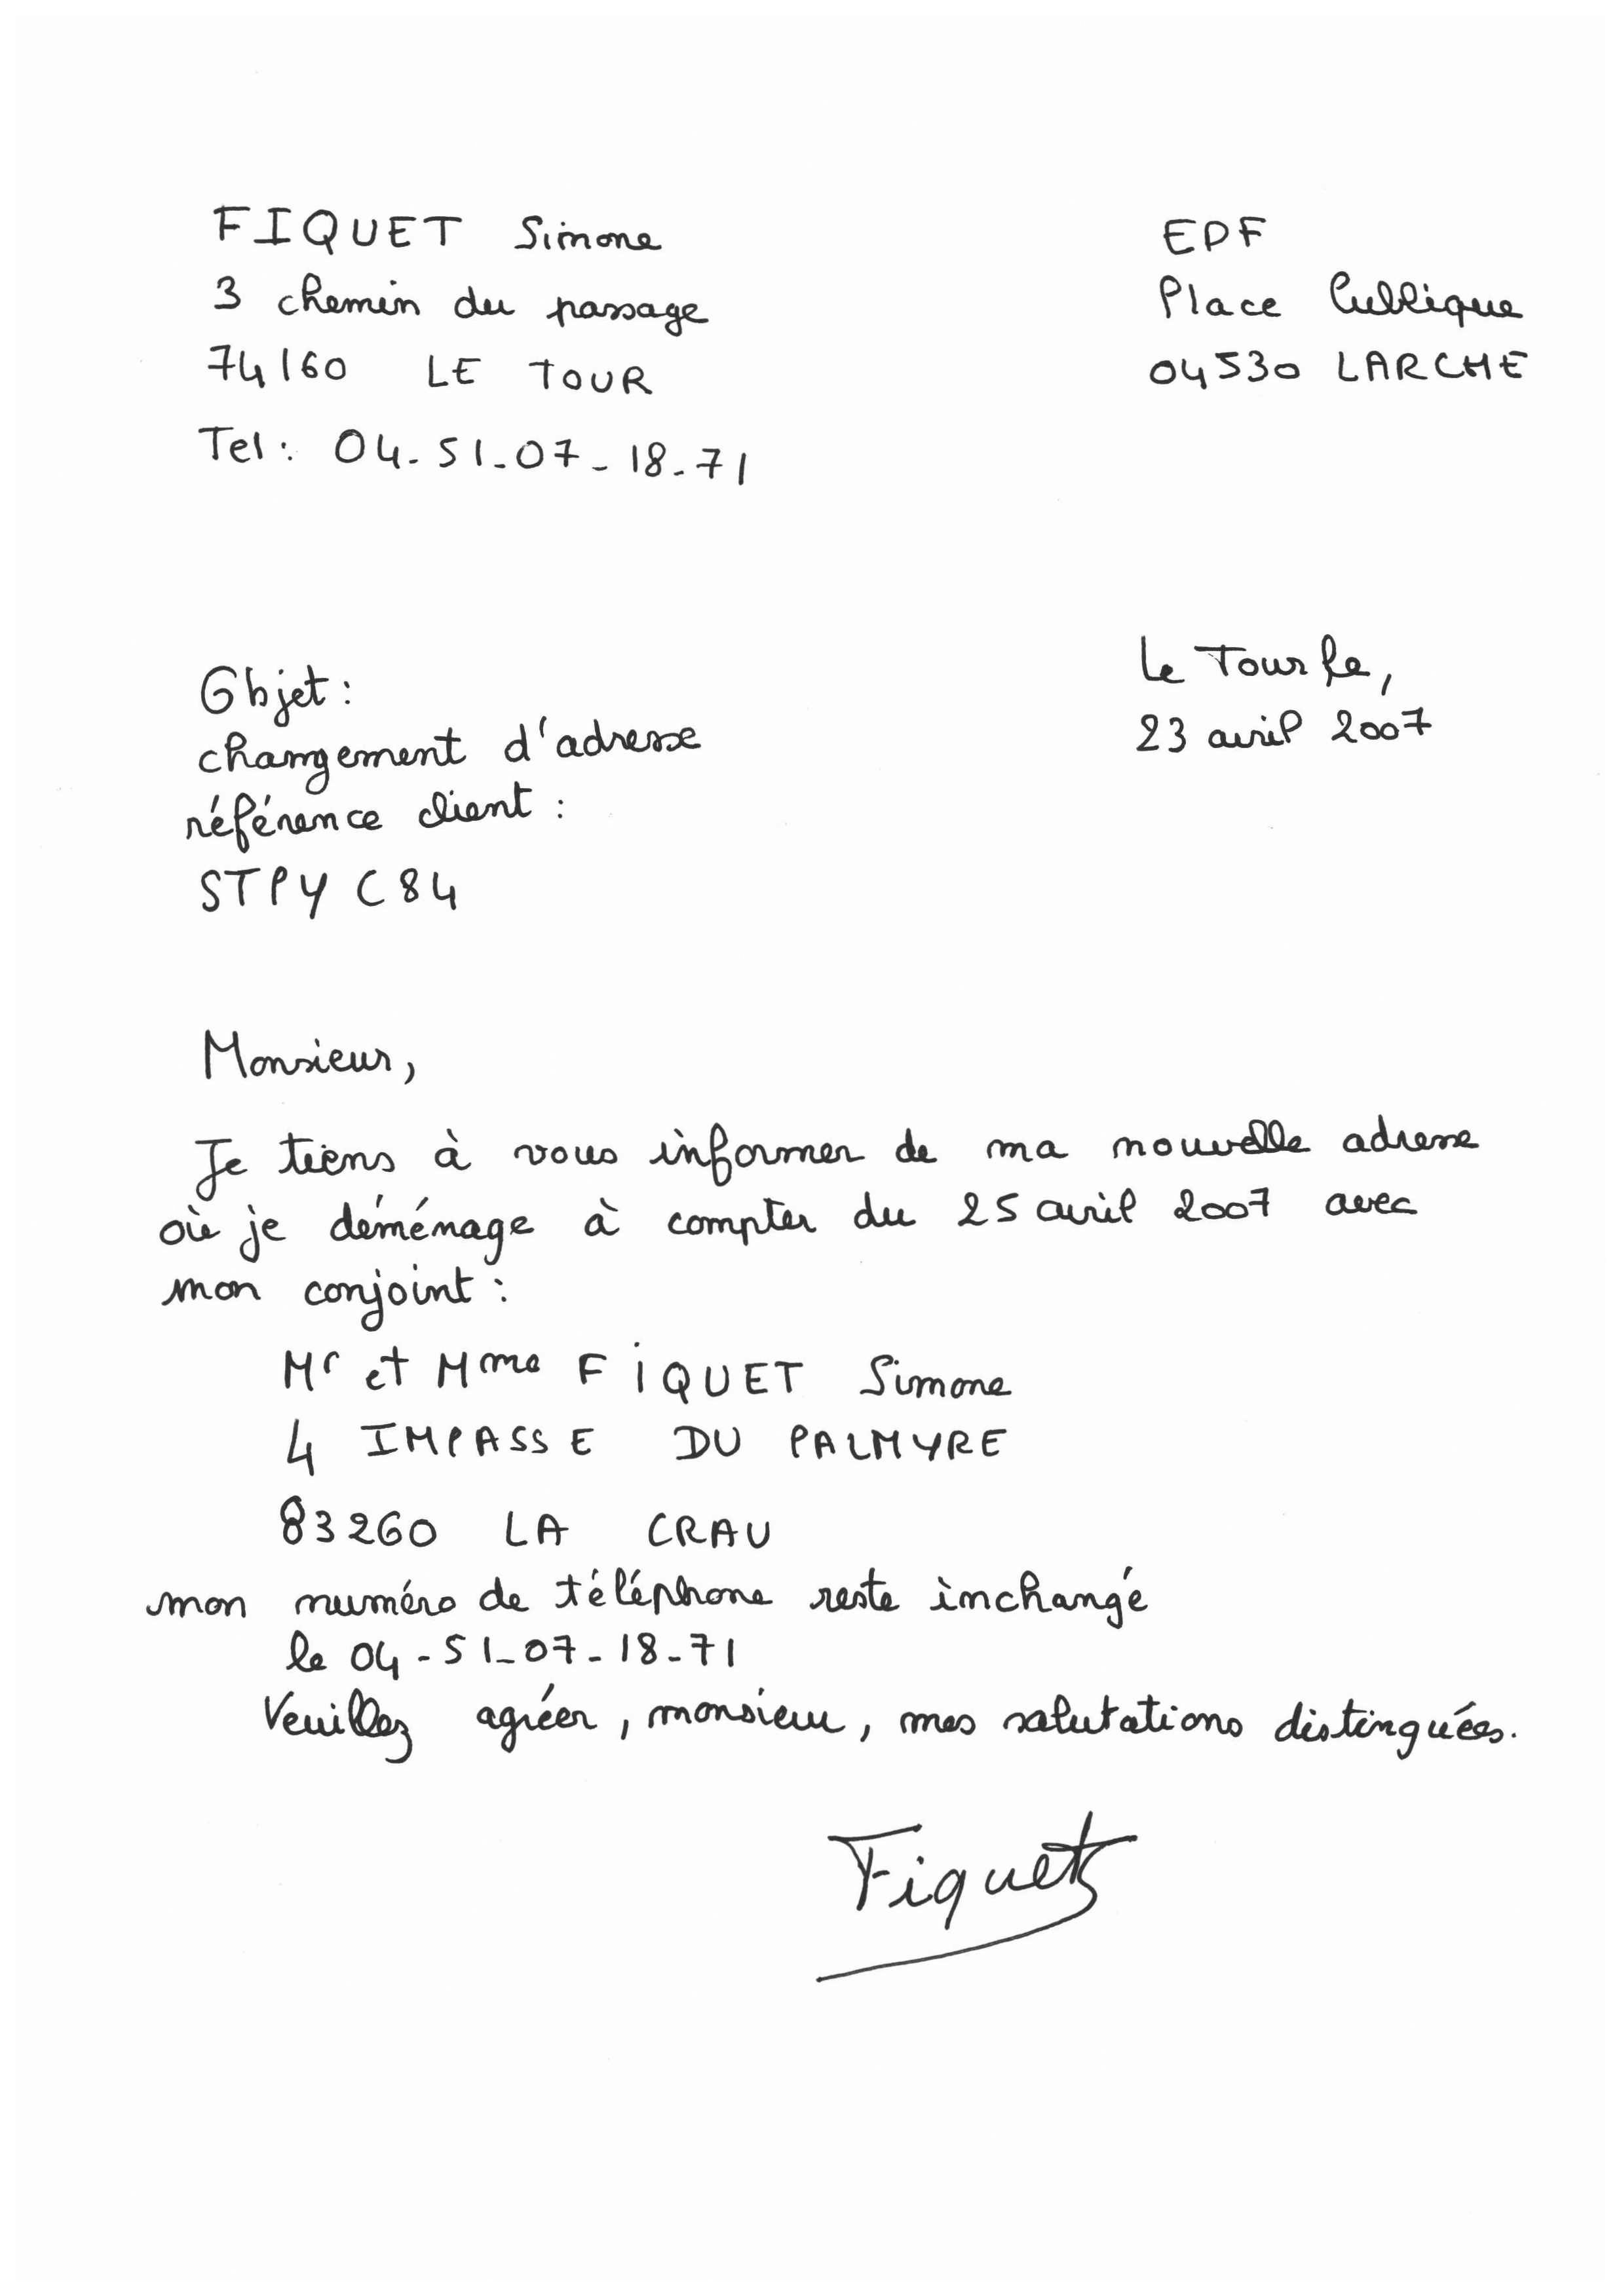 FIQUET Simone
3 chemin du passage
74160 LE TOUR
Tel : 04-51-07-18-71
EDF
Place Publique
04530 LARCHE
Objet :
changement d'adresse
référence client :
STPYC84
Le Tour le,
23 avril 2007
Monsieur,
Je tiens à vous informer de ma nouvelle adresse
où je déménage à compter du 25 avril 2007 avec
mon conjoint :
Mr et Mme FIQUET Simone
4 IMPASSE DU PALMYRE
83260 LA CRAU
mon numéro de téléphone reste inchangé
le 04-51-07-18-71
Veuillez agréer, monsieur, mes salutations distinguées.
Fiquet